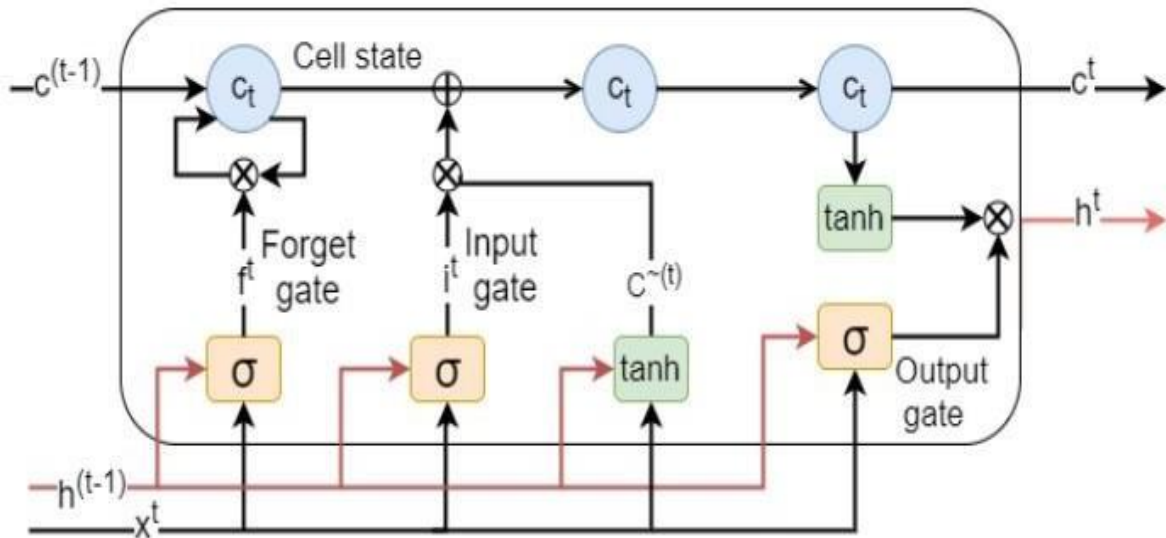 Cell state
c(t-1)
cₜ
cₜ
cₜ
cᵗ
tanh
hᵗ
Forget
gate
fᵗ
Input
gate
iᵗ
C~(t)
σ
σ
tanh
σ
Output
gate
h(t-1)
xᵗ